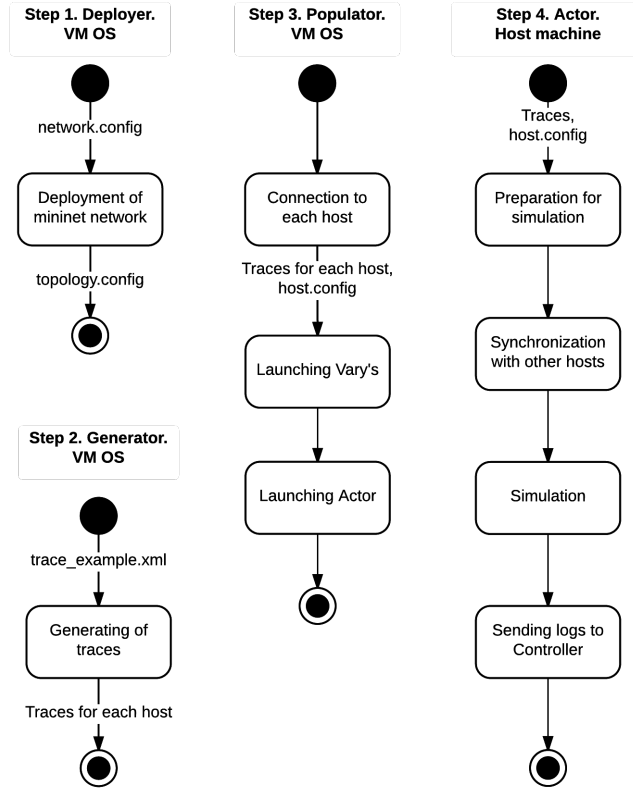 Step 1. Deployer.
VM OS
network.config
Deployment of
mininet network
topology.config
Step 2. Generator.
VM OS
trace_example.xml
Generating of
traces
Traces for each host
Step 3. Populator.
VM OS
Connection to
each host
Traces for each host,
host.config
Launching Vary's
Launching Actor
Step 4. Actor.
Host machine
Traces,
host.config
Preparation for
simulation
Synchronization
with other hosts
Simulation
Sending logs to
Controller